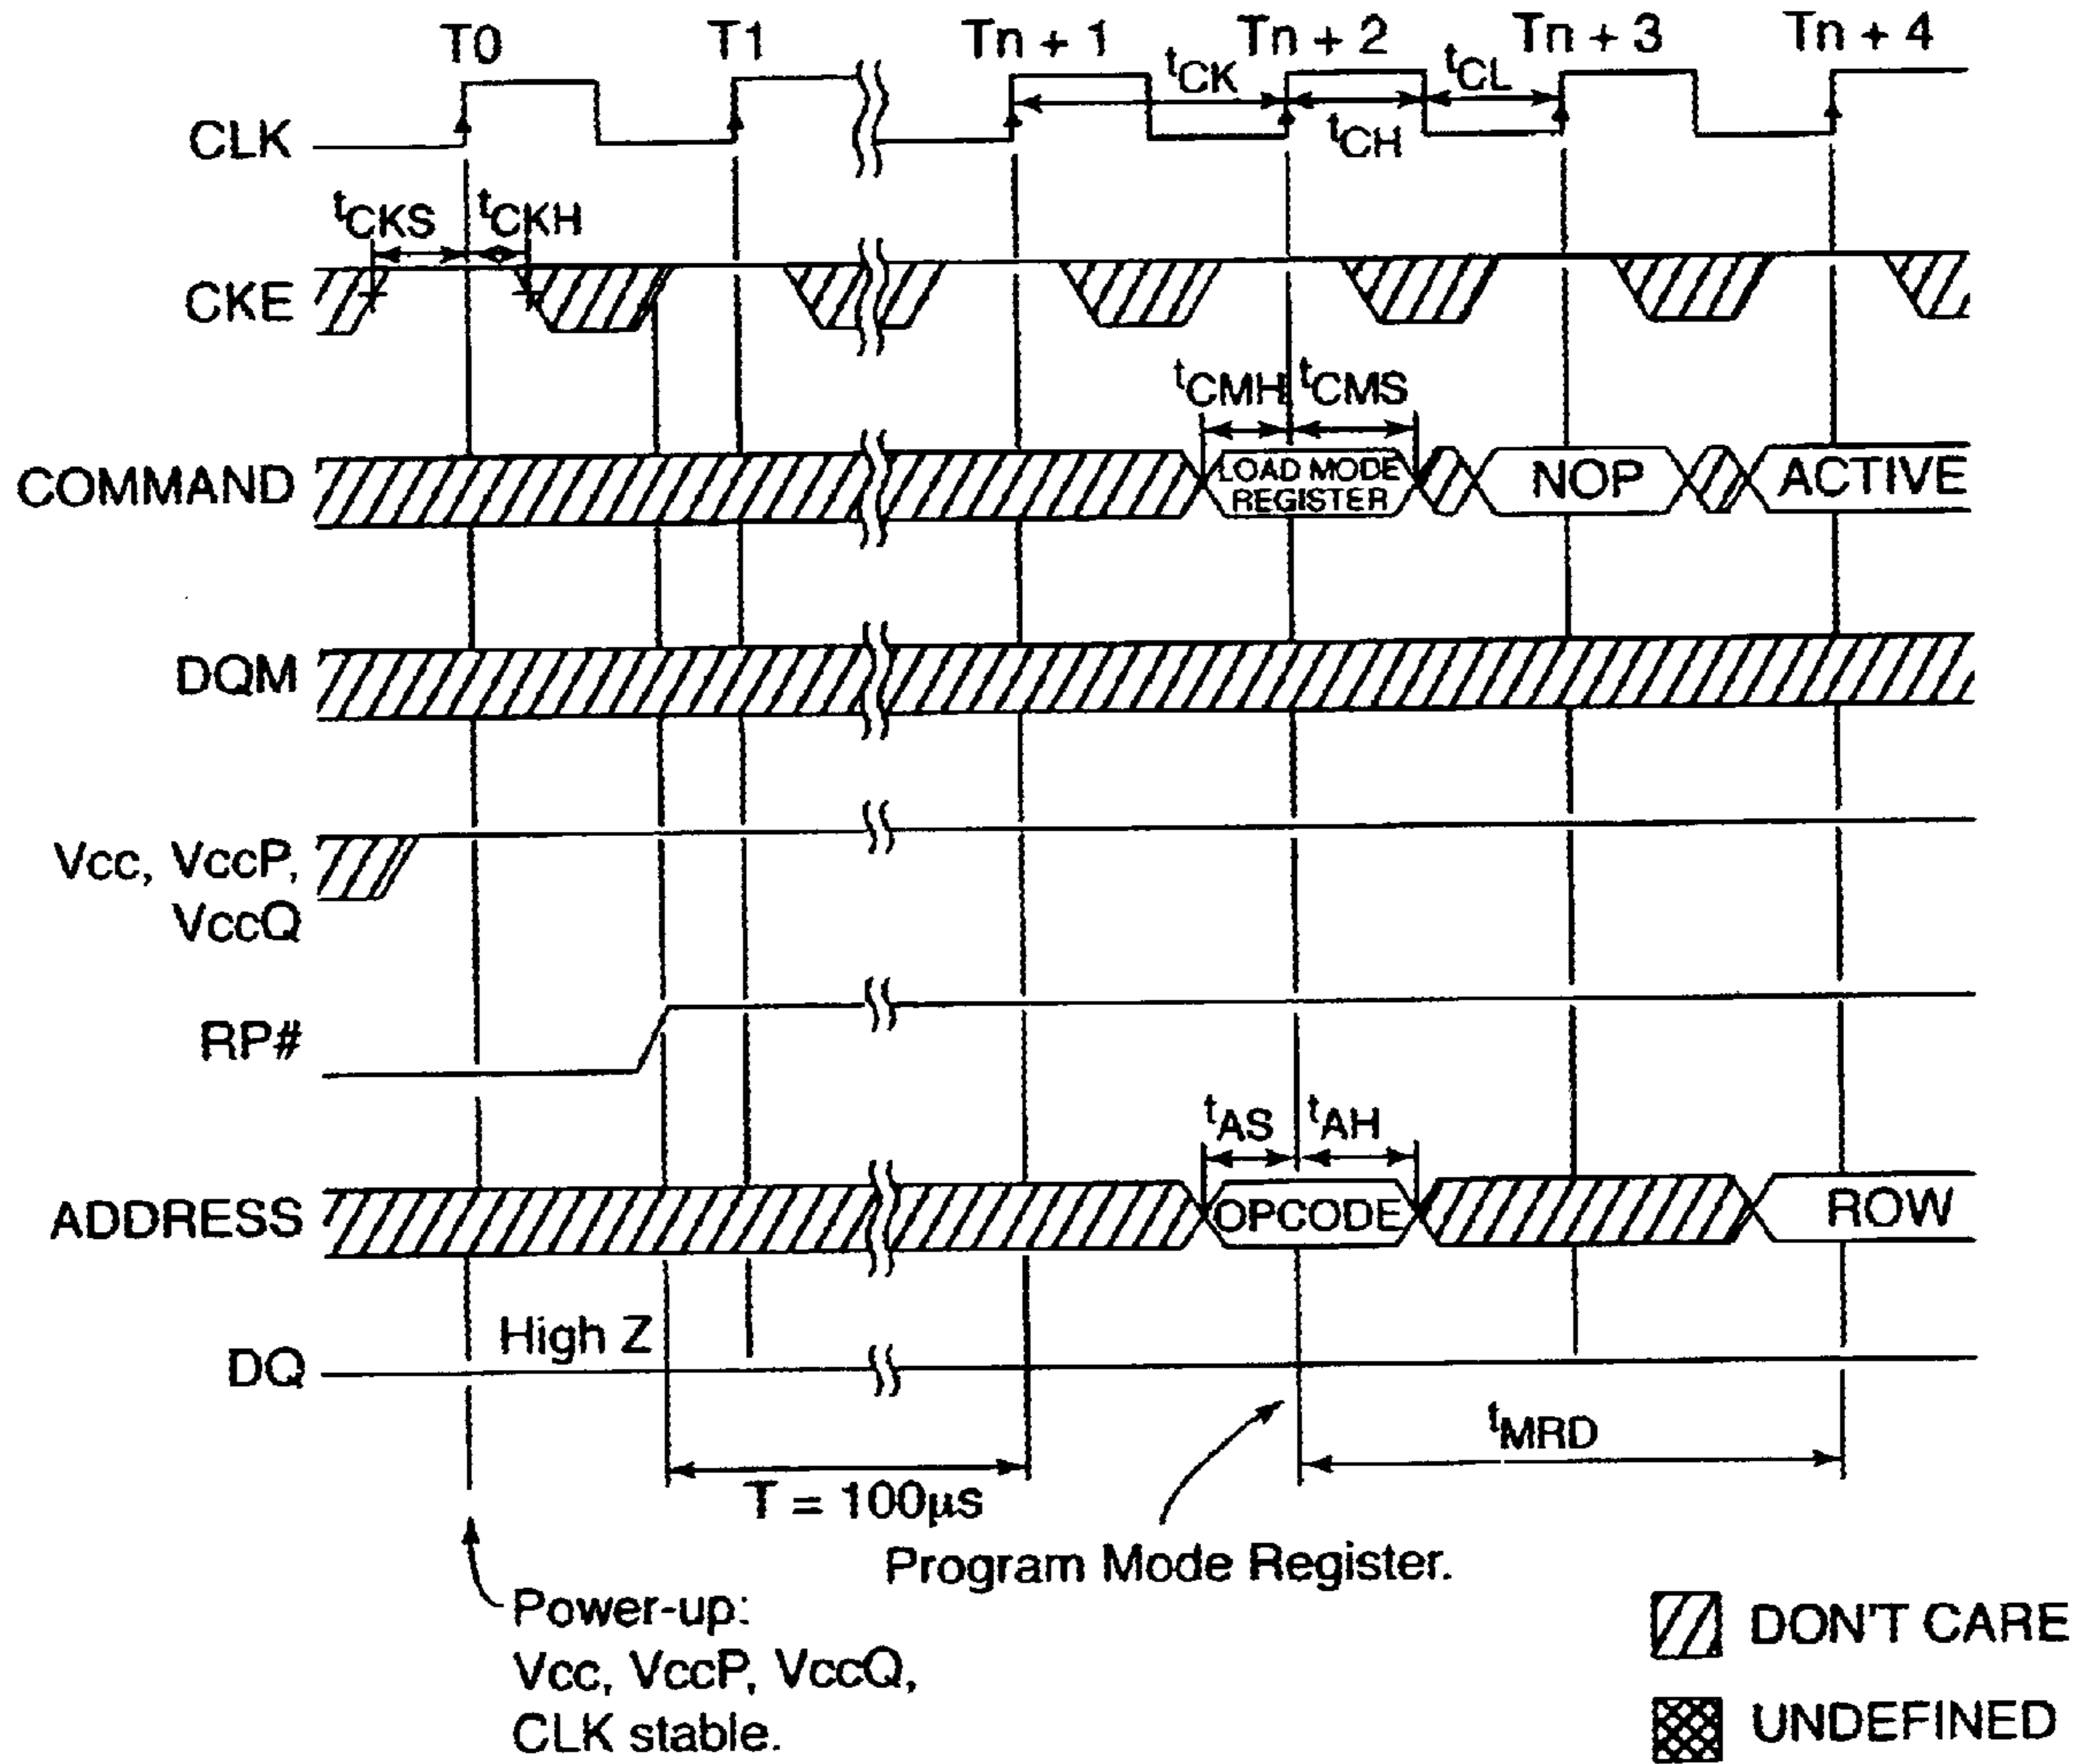 T0 T1 Tn + 1 Tn + 2 Tn + 3 Tn + 4
tCK tCL
CLK
tCH
tCKS tCKH
CKE
tCMH tCMS
COMMAND LOAD MODE REGISTER NOP ACTIVE
DQM
Vcc, VccP,
VccQ
RP#
tAS tAH
ADDRESS OPCODE ROW
High Z
DQ
tMRD
T = 100µs
Program Mode Register.
Power-up:
Vcc, VccP, VccQ,
CLK stable.
DON'T CARE
UNDEFINED